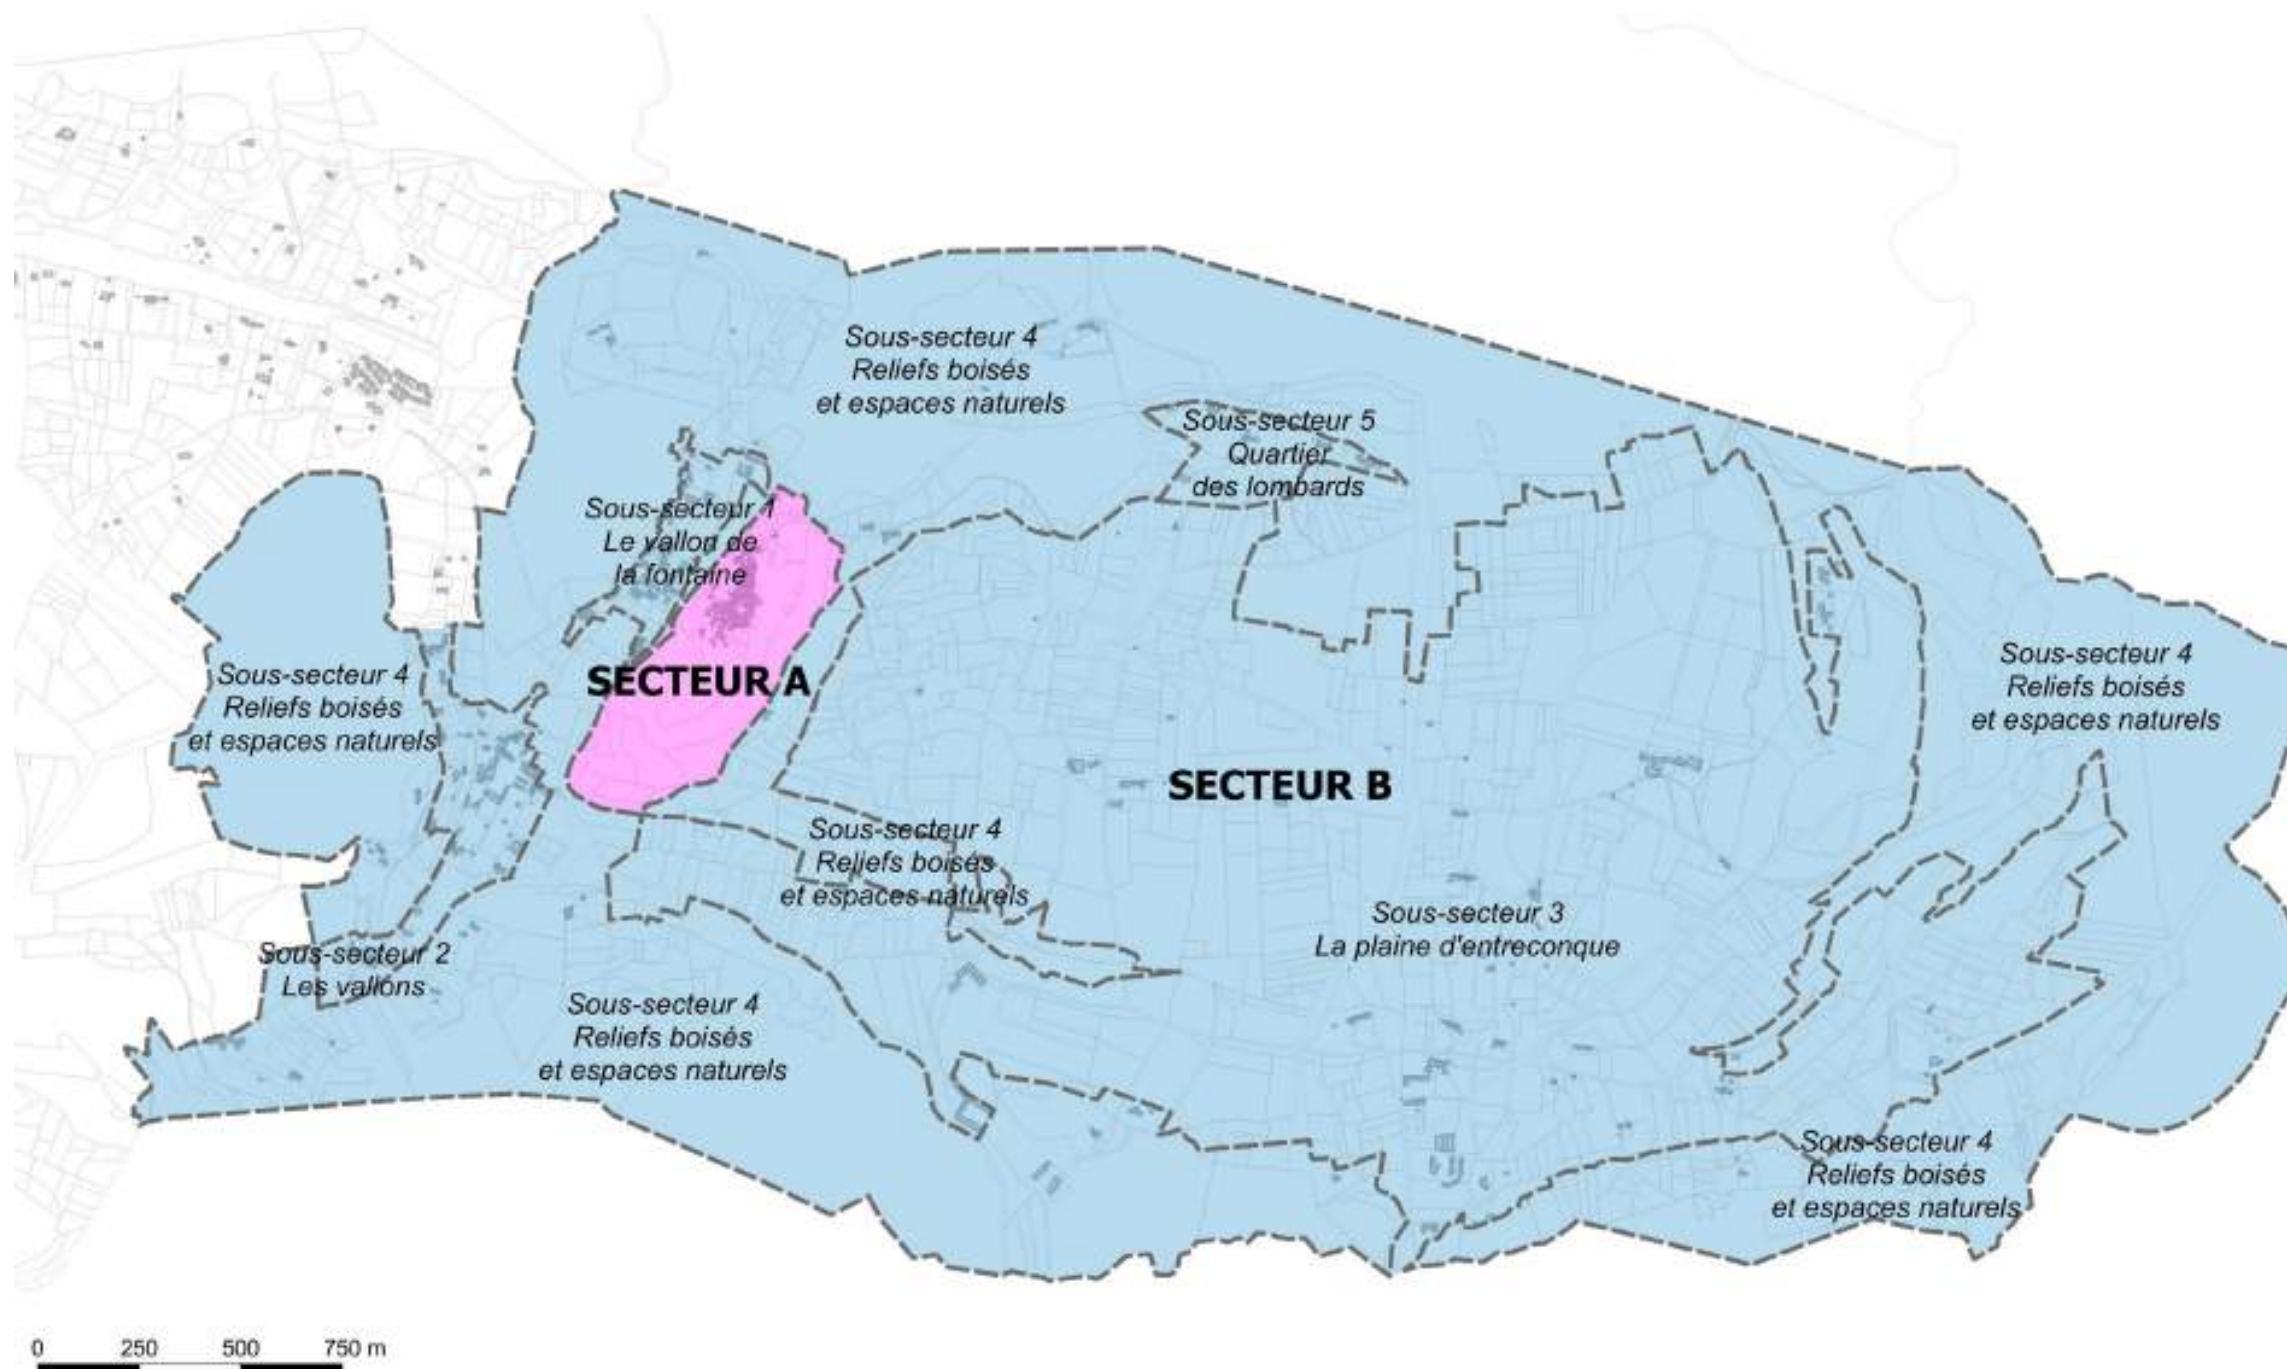 Sous-secteur 4
Reliefs boisés
et espaces naturels
Sous-secteur 5
Quartier
des lombards
Sous-secteur 1
Le vallon de
la fontaine
SECTEUR A
Sous-secteur 4
Reliefs boisés
et espaces naturels
Sous-secteur 4
Reliefs boisés
et espaces naturels
SECTEUR B
Sous-secteur 4
Reliefs boisés
et espaces naturels
Sous-secteur 3
La plaine d'entreconque
Sous-secteur 2
Les vallons
Sous-secteur 4
Reliefs boisés
et espaces naturels
Sous-secteur 4
Reliefs boisés
et espaces naturels
0 250 500 750 m